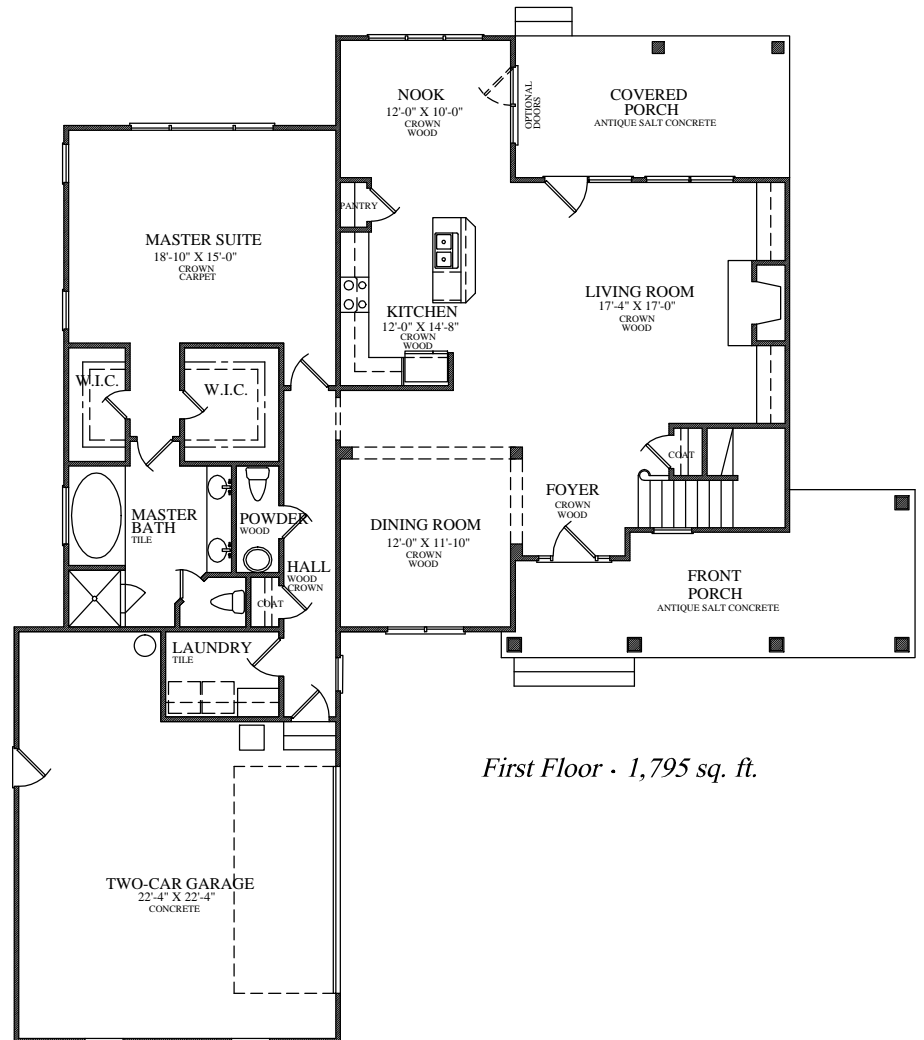 NOOK
12'-0" X 10'-0"
CROWN
WOOD
OPTIONAL
DOORS
COVERED
PORCH
ANTIQUE SALT CONCRETE
PANTRY
MASTER SUITE
18'-10" X 15'-0"
CROWN
CARPET
KITCHEN
12'-0" X 14'-8"
CROWN
WOOD
LIVING ROOM
17'-4" X 17'-0"
CROWN
WOOD
W.I.C.
W.I.C.
COAT
MASTER
BATH
TILE
POWDER
WOOD
DINING ROOM
12'-0" X 11'-10"
CROWN
WOOD
FOYER
CROWN
WOOD
HALL
WOOD
CROWN
COAT
FRONT
PORCH
ANTIQUE SALT CONCRETE
LAUNDRY
TILE
First Floor · 1,795 sq. ft.
TWO-CAR GARAGE
22'-4" X 22'-4"
CONCRETE